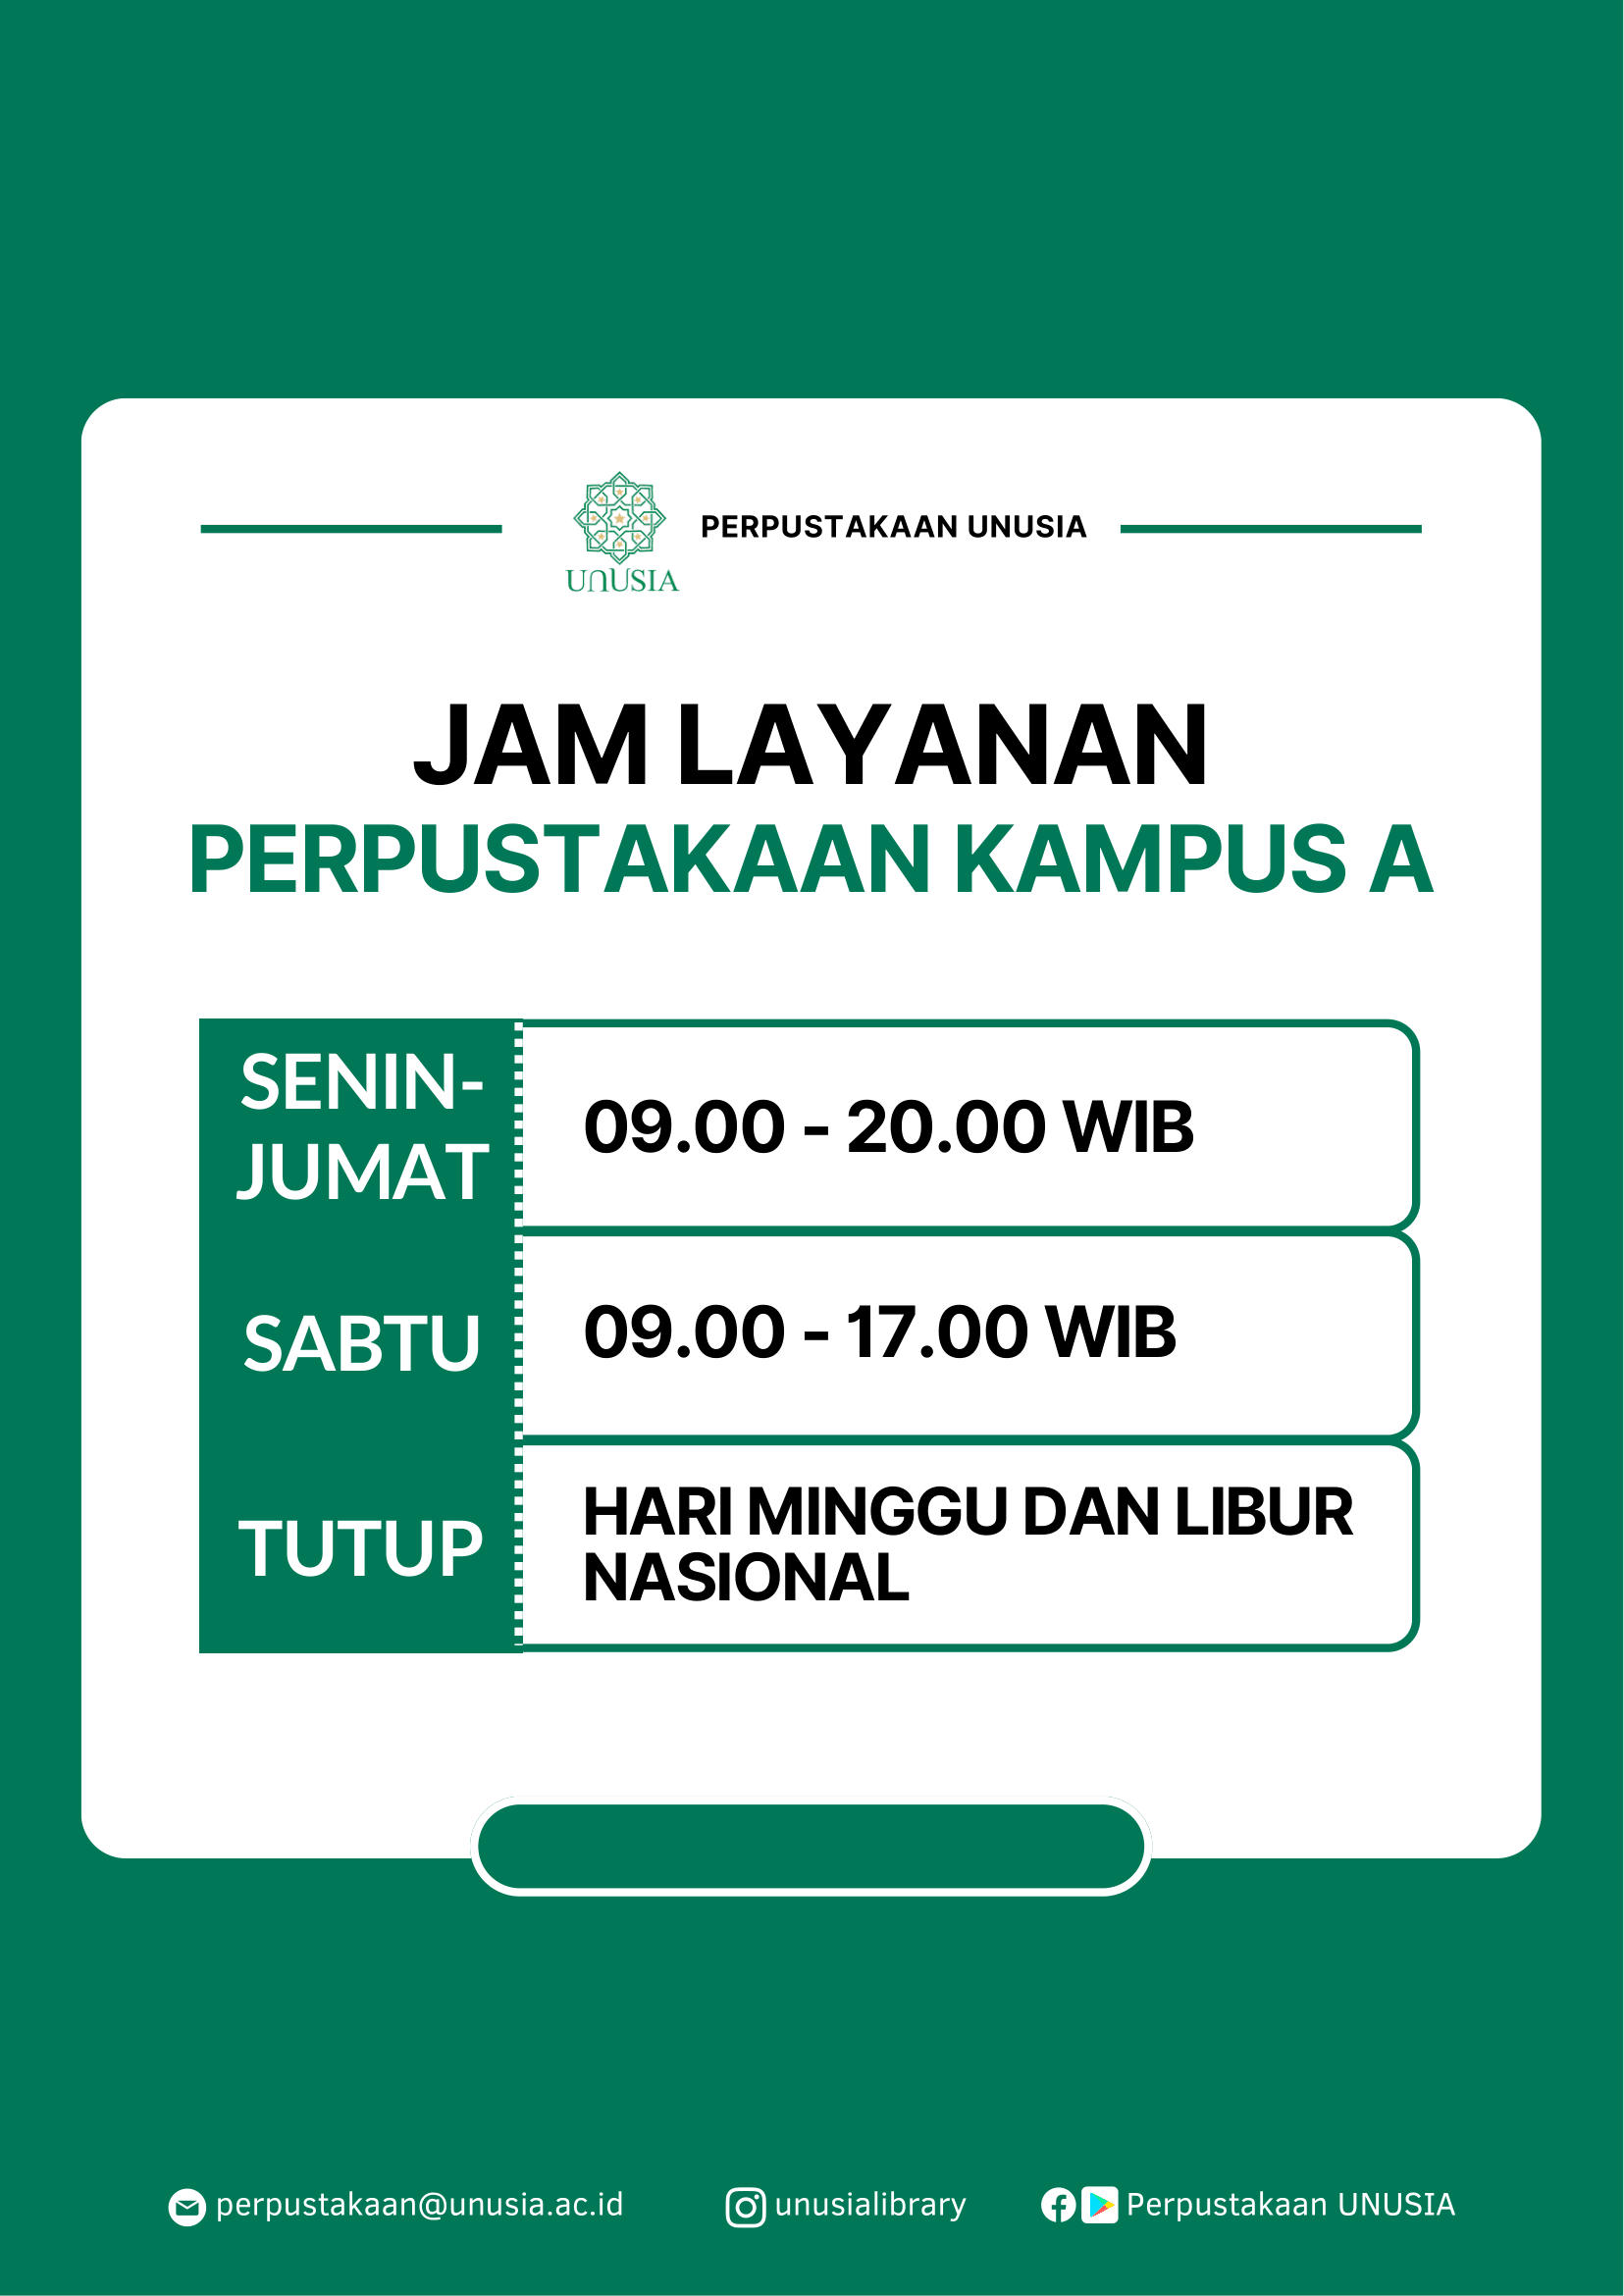 UNUSIA
PERPUSTAKAAN UNUSIA
JAM LAYANAN
PERPUSTAKAAN KAMPUS A
SENIN-
JUMAT
09.00 - 20.00 WIB
SABTU
09.00 - 17.00 WIB
TUTUP
HARI MINGGU DAN LIBUR
NASIONAL
perpustakaan@unusia.ac.id
unusialibrary
Perpustakaan UNUSIA